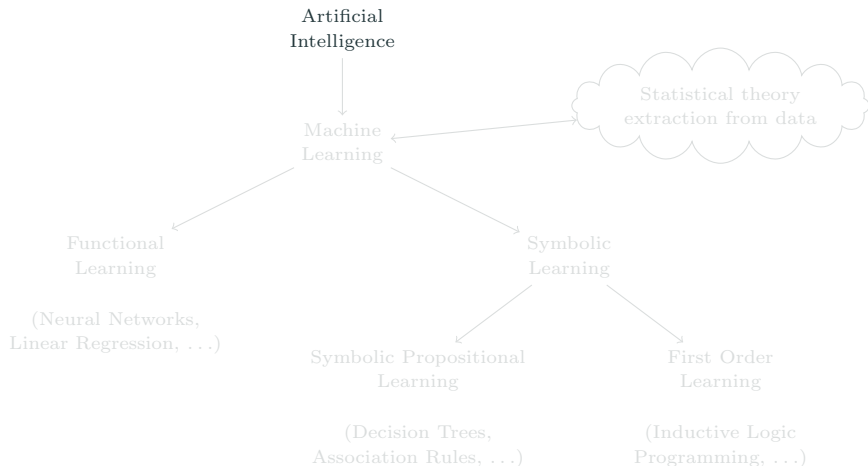 Artificial
Intelligence
Statistical theory
extraction from data
Machine
Learning
Functional
Learning
(Neural Networks,
Linear Regression, . . .)
Symbolic
Learning
Symbolic Propositional
Learning
(Decision Trees,
Association Rules, . . .)
First Order
Learning
(Inductive Logic
Programming, . . .)